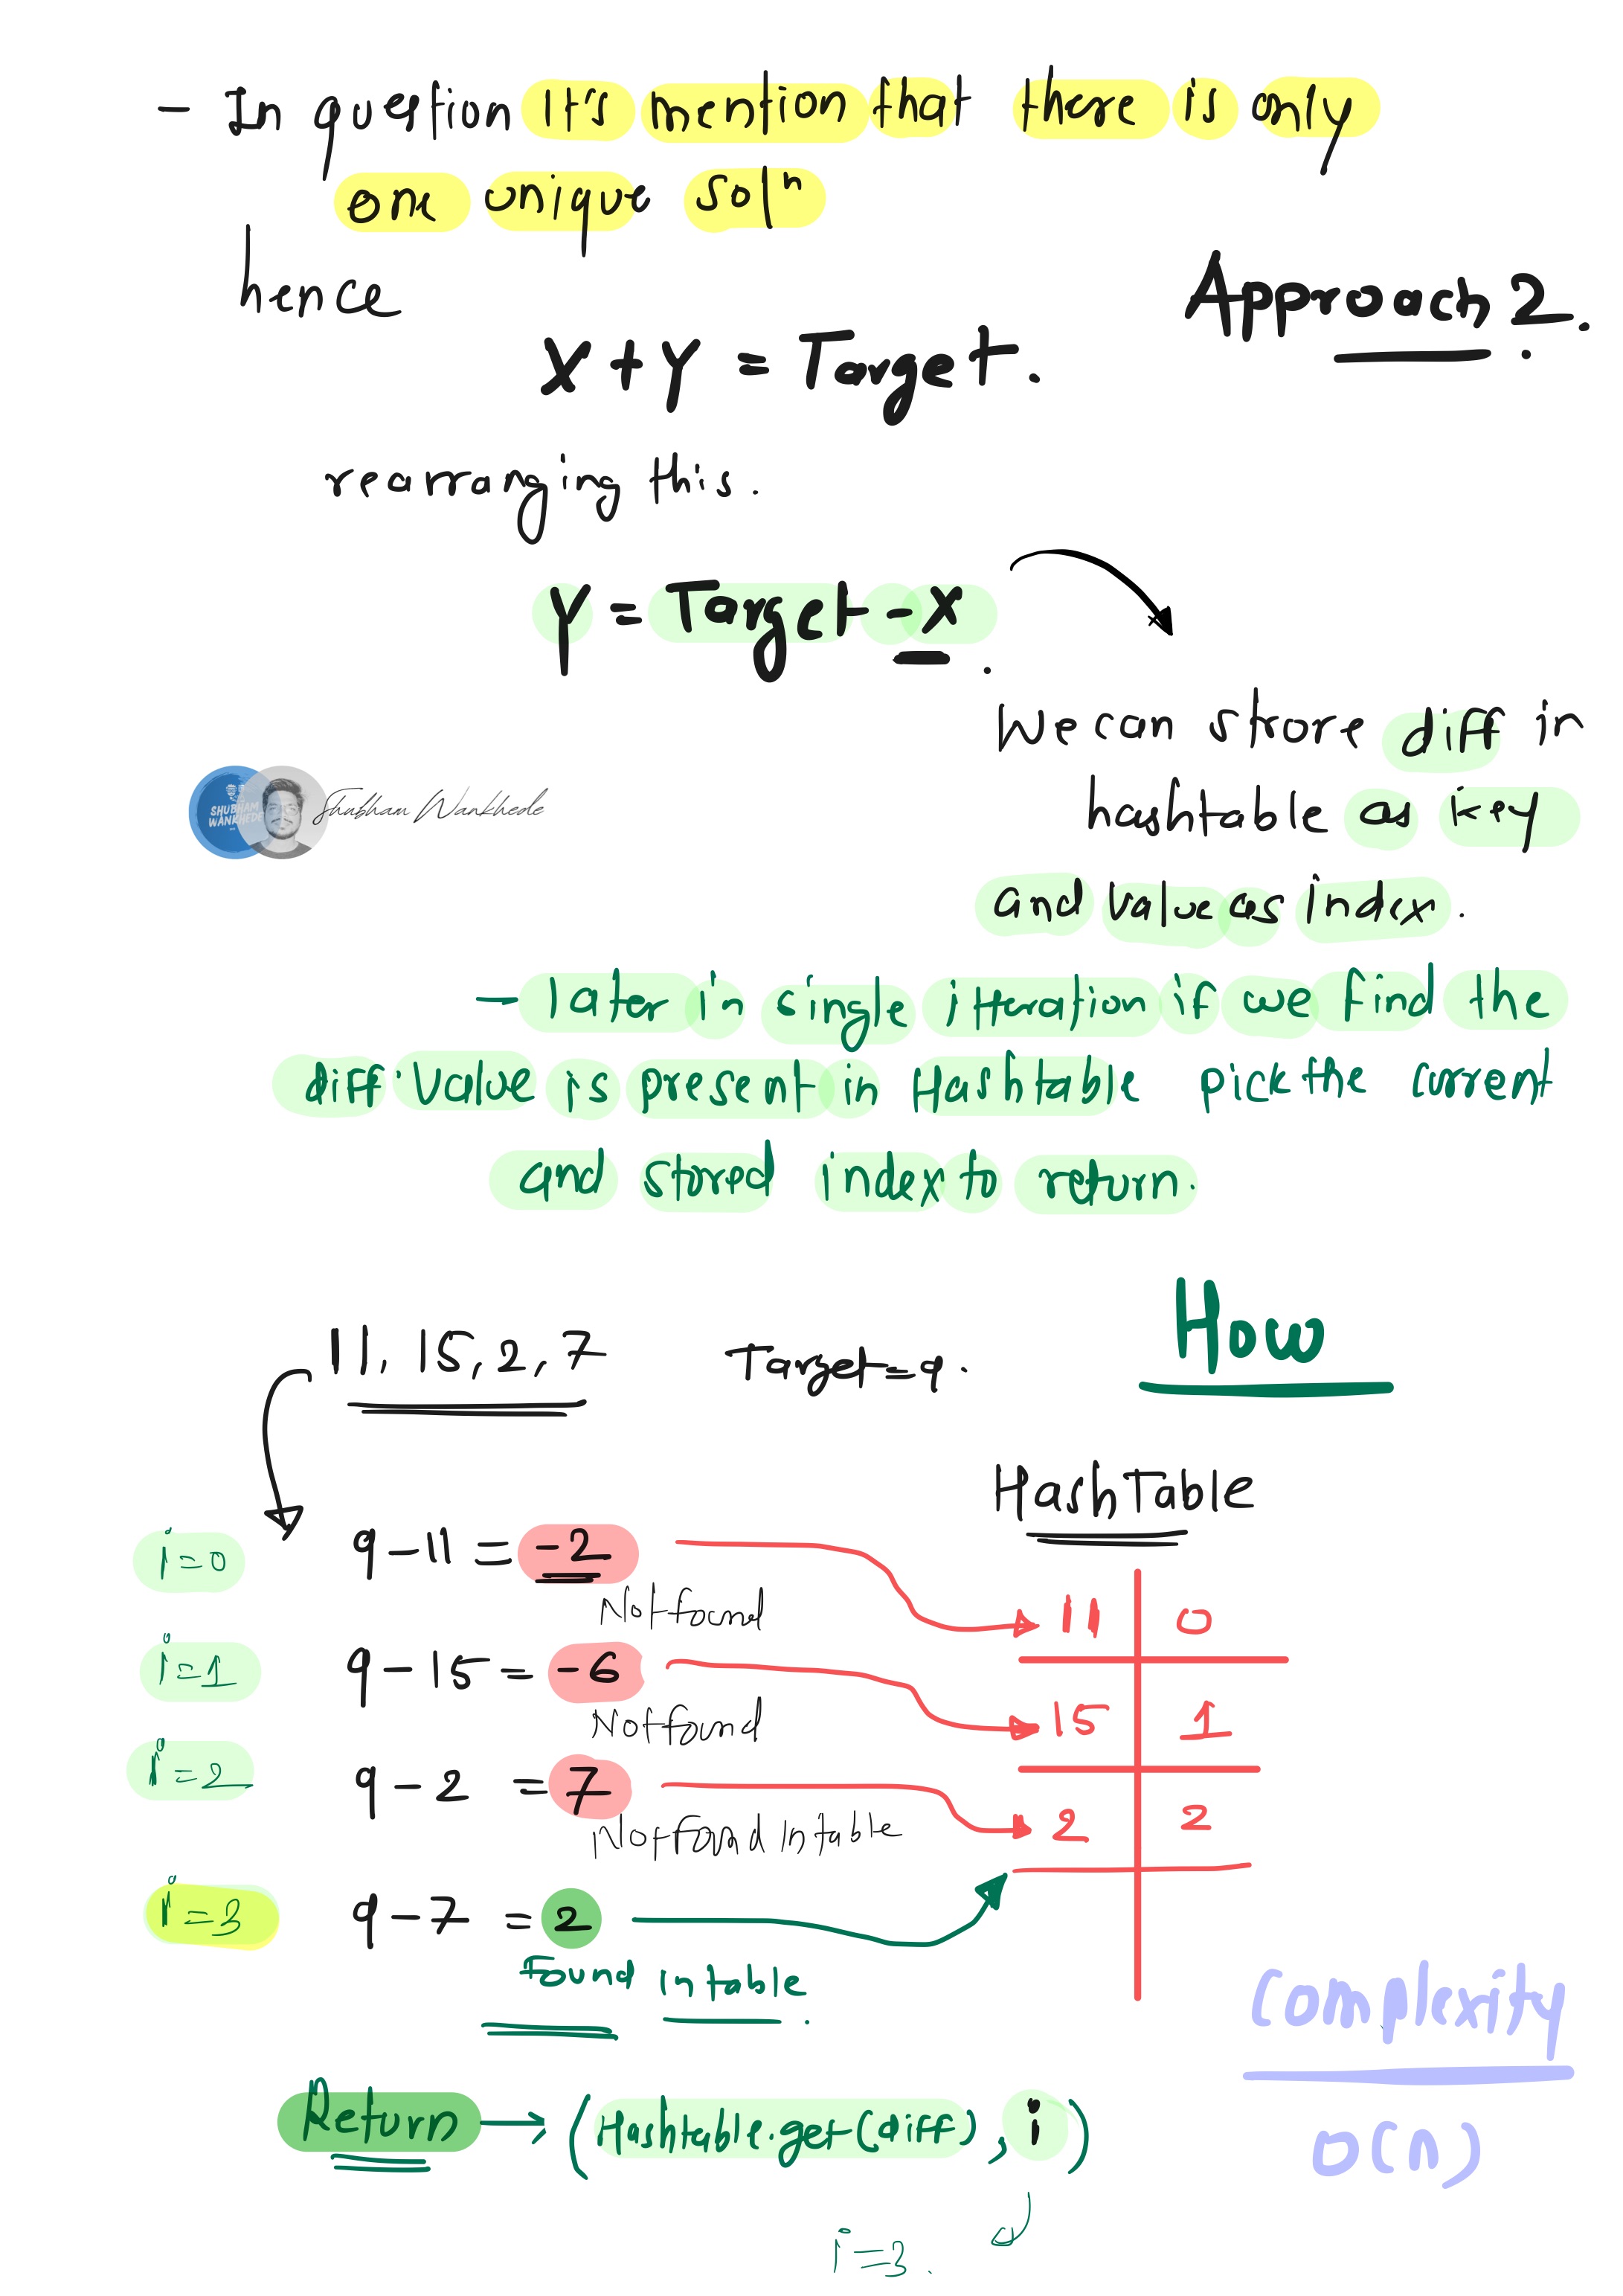 - In question It's mention that there is only
one unique solⁿ
hence
Approach 2.
X + Y = Target.
rearranging this.
Y = Target - X.
We can strore diff in
hashtable as key
and value as index.
SHUBHAM
WANKHEDE
Shubham Wankhede
- later in single itteration if we find the
diff. Value is present in Hashtable pick the current
and stored index to return.
How
11, 15, 2, 7 Target = 9.
HashTable
i=0 9-11 = -2
Not found
11 0
i=1 9-15 = -6
Not found
15 1
i=2 9-2 = 7
Not found in table
2 2
i=3 9-7 = 2
Found in table.
Complexity
O(n)
Return → (Hashtable.get(diff), i)
i=3.